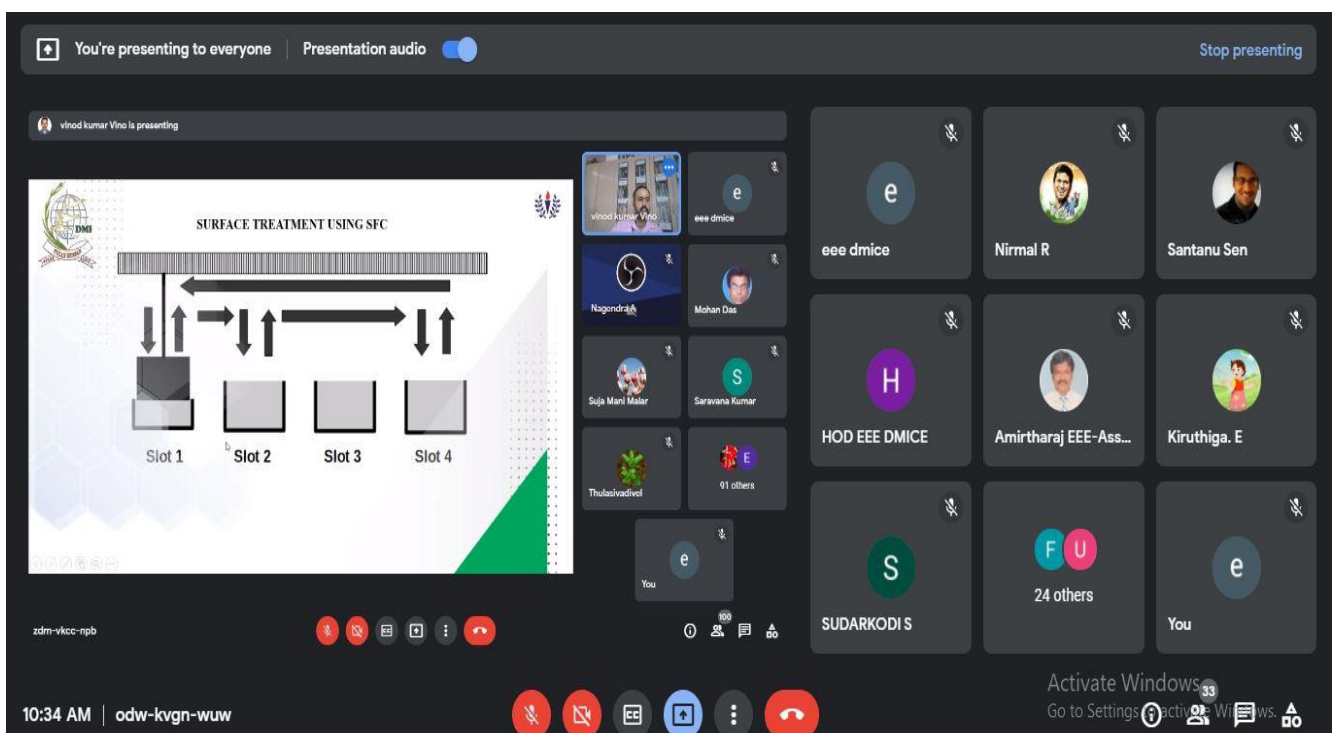 You're presenting to everyone
Presentation audio
Stop presenting
vinod kumar Vino is presenting
DMI
SURFACE TREATMENT USING SFC
Slot 1
Slot 2
Slot 3
Slot 4
vinod kumar Vino
e
eee dmice
Nagendra A
Mohan Das
Suja Mani Malar
S
Saravana Kumar
Thulasivadivel
E
91 others
e
You
zdm-vkcc-npb
CC
100
e
eee dmice
Nirmal R
Santanu Sen
H
HOD EEE DMICE
Amirtharaj EEE-Ass...
Kiruthiga. E
S
SUDARKODI S
F U
24 others
e
You
Activate Windows
Go to Settings to activate Windows.
33
10:34 AM | odw-kvgn-wuw
CC